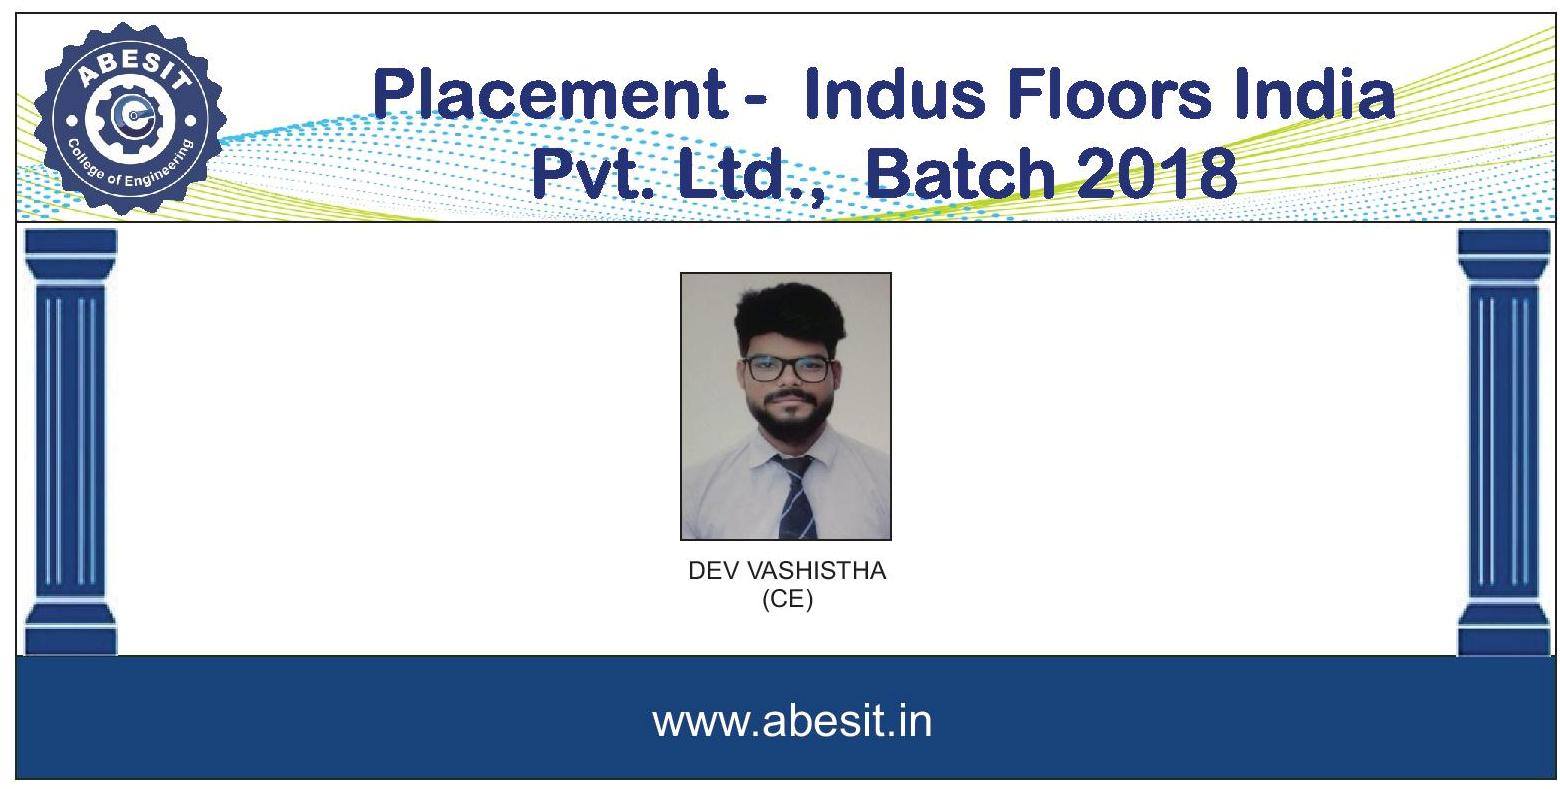 ABESIT
College of Engineering
Placement - Indus Floors India
Pvt. Ltd., Batch 2018
DEV VASHISTHA
(CE)
www.abesit.in